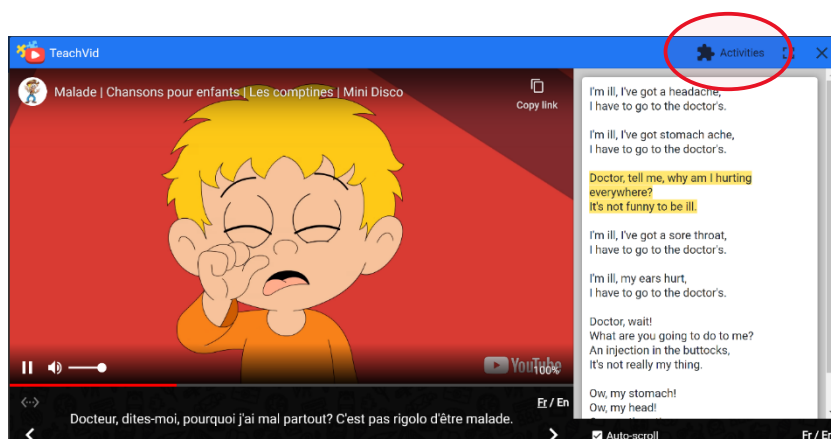 TeachVid
Activities
Malade | Chansons pour enfants | Les comptines | Mini Disco
Copy link
YouTube
100%
Fr / En
Docteur, dites-moi, pourquoi j'ai mal partout? C'est pas rigolo d'être malade.
I'm ill, I've got a headache,
I have to go to the doctor's.
I'm ill, I've got stomach ache,
I have to go to the doctor's.
Doctor, tell me, why am I hurting
everywhere?
It's not funny to be ill.
I'm ill, I've got a sore throat,
I have to go to the doctor's.
I'm ill, my ears hurt,
I have to go to the doctor's.
Doctor, wait!
What are you going to do to me?
An injection in the buttocks,
It's not really my thing.
Ow, my stomach!
Ow, my head!
Auto-scroll
Fr / En